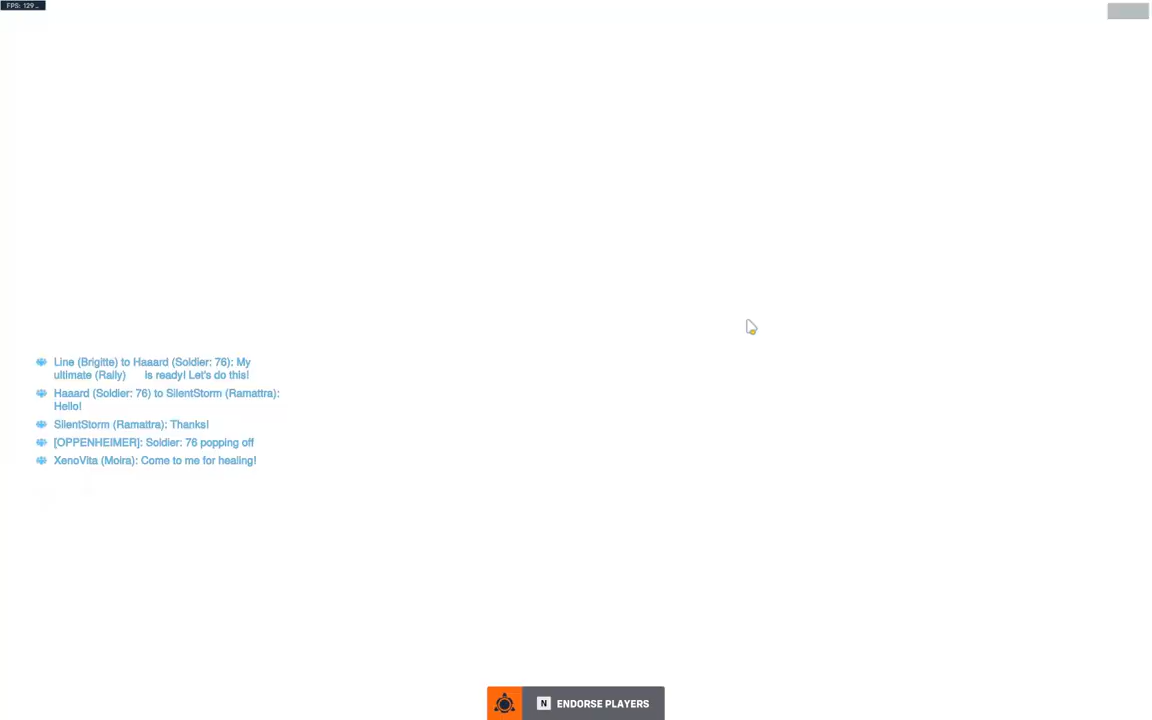 FPS: 129
Line (Brigitte) to Haaard (Soldier: 76): My
ultimate (Rally) is ready! Let's do this!
Haaard (Soldier: 76) to SilentStorm (Ramattra):
Hello!
SilentStorm (Ramattra): Thanks!
[OPPENHEIMER]: Soldier: 76 popping off
XenoVita (Moira): Come to me for healing!
N ENDORSE PLAYERS